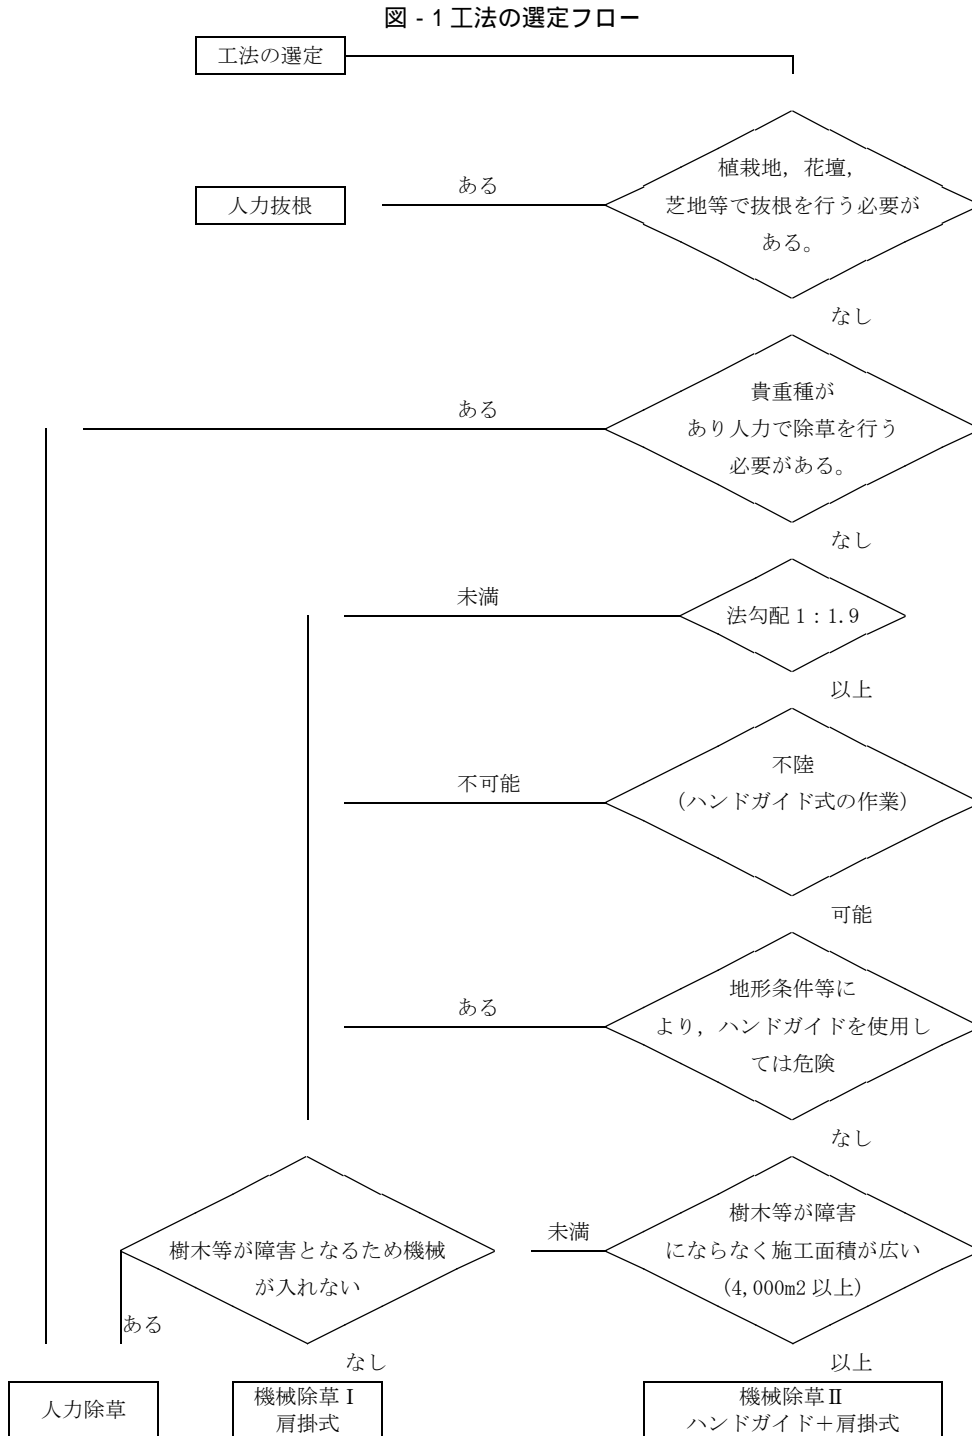 図 - 1 工法の選定フロー
工法の選定
植栽地，花壇，
芝地等で抜根を行う必要が
ある。
ある
人力抜根
なし
貴重種が
あり人力で除草を行う
必要がある。
ある
なし
法勾配 1：1.9
未満
以上
不陸
（ハンドガイド式の作業）
不可能
可能
地形条件等に
より，ハンドガイドを使用し
ては危険
ある
なし
樹木等が障害
にならなく施工面積が広い
(4,000m2 以上)
未満
樹木等が障害となるため機械
が入れない
ある
なし
以上
人力除草
機械除草Ⅰ
肩掛式
機械除草Ⅱ
ハンドガイド＋肩掛式